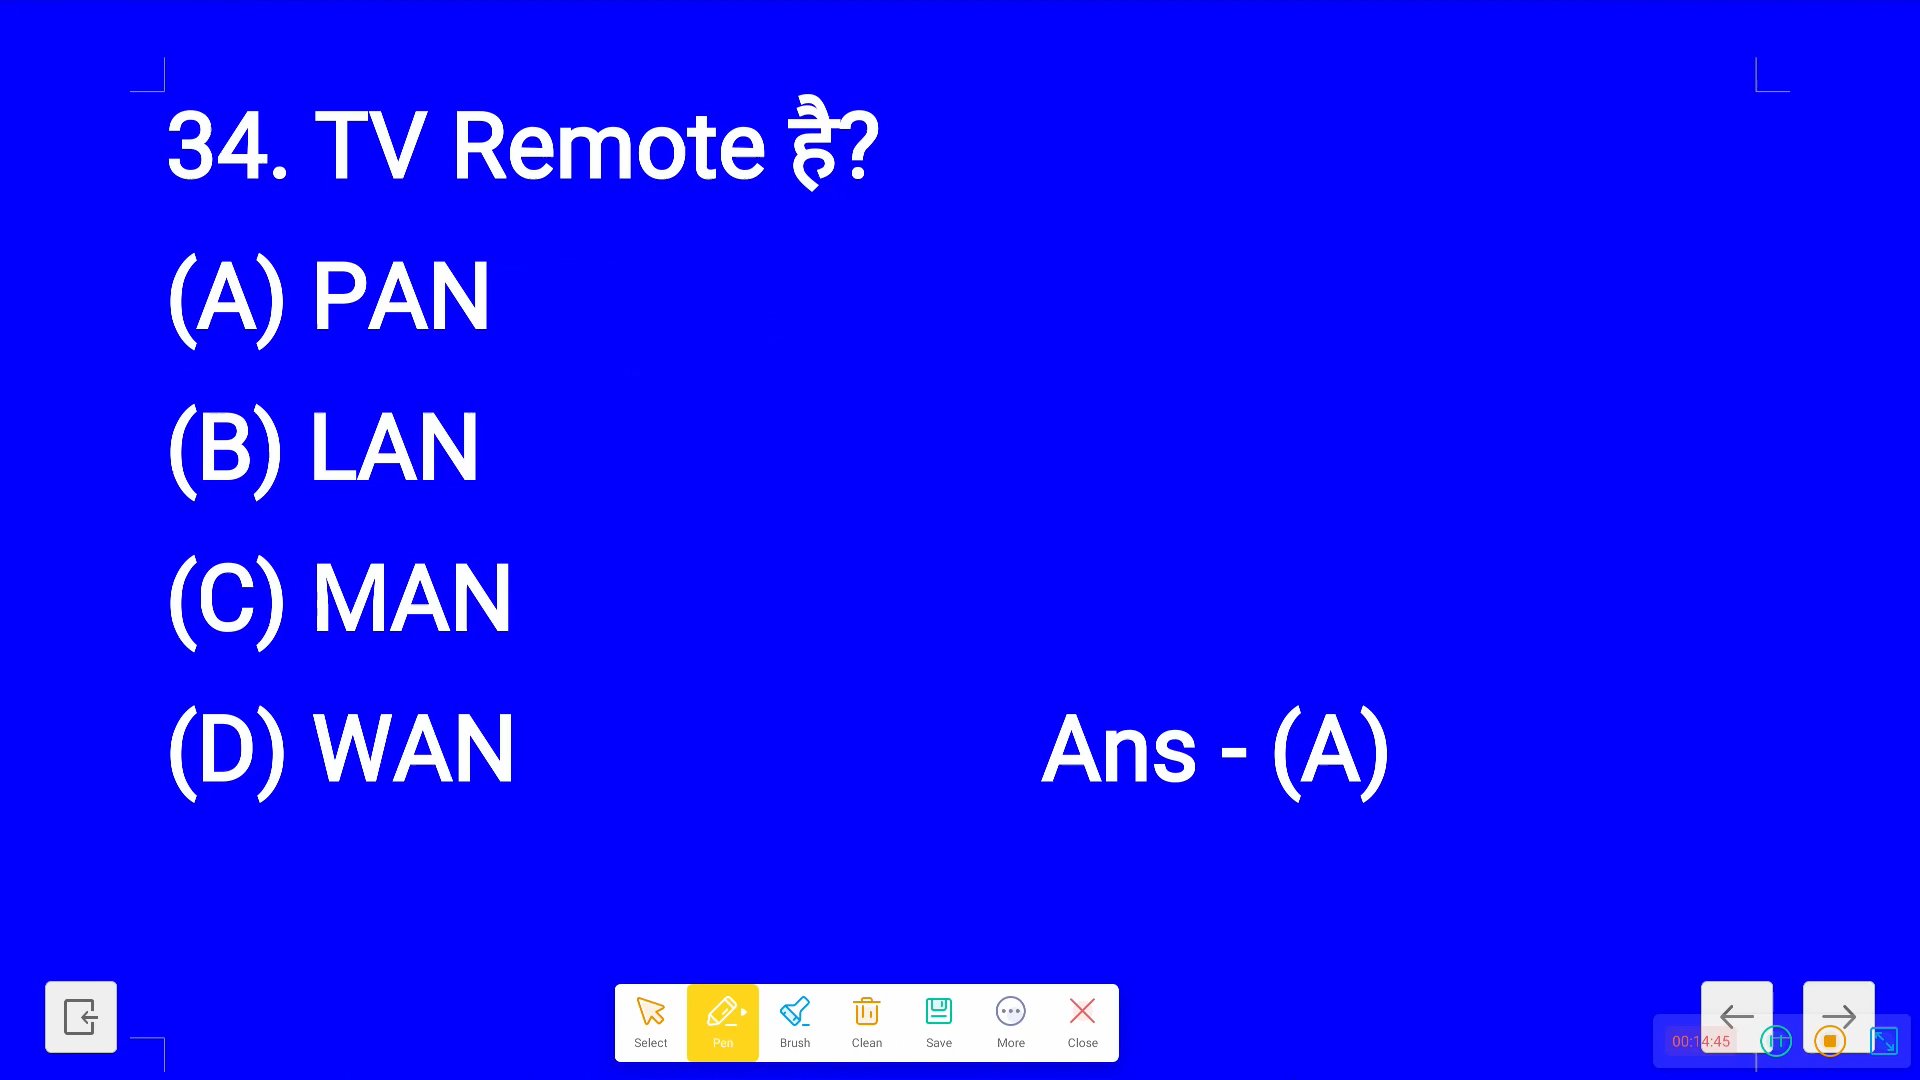 34. TV Remote है?
(A) PAN
(B) LAN
(C) MAN
(D) WAN
Ans - (A)
Select Pen Brush Clean Save More Close
00:14:45